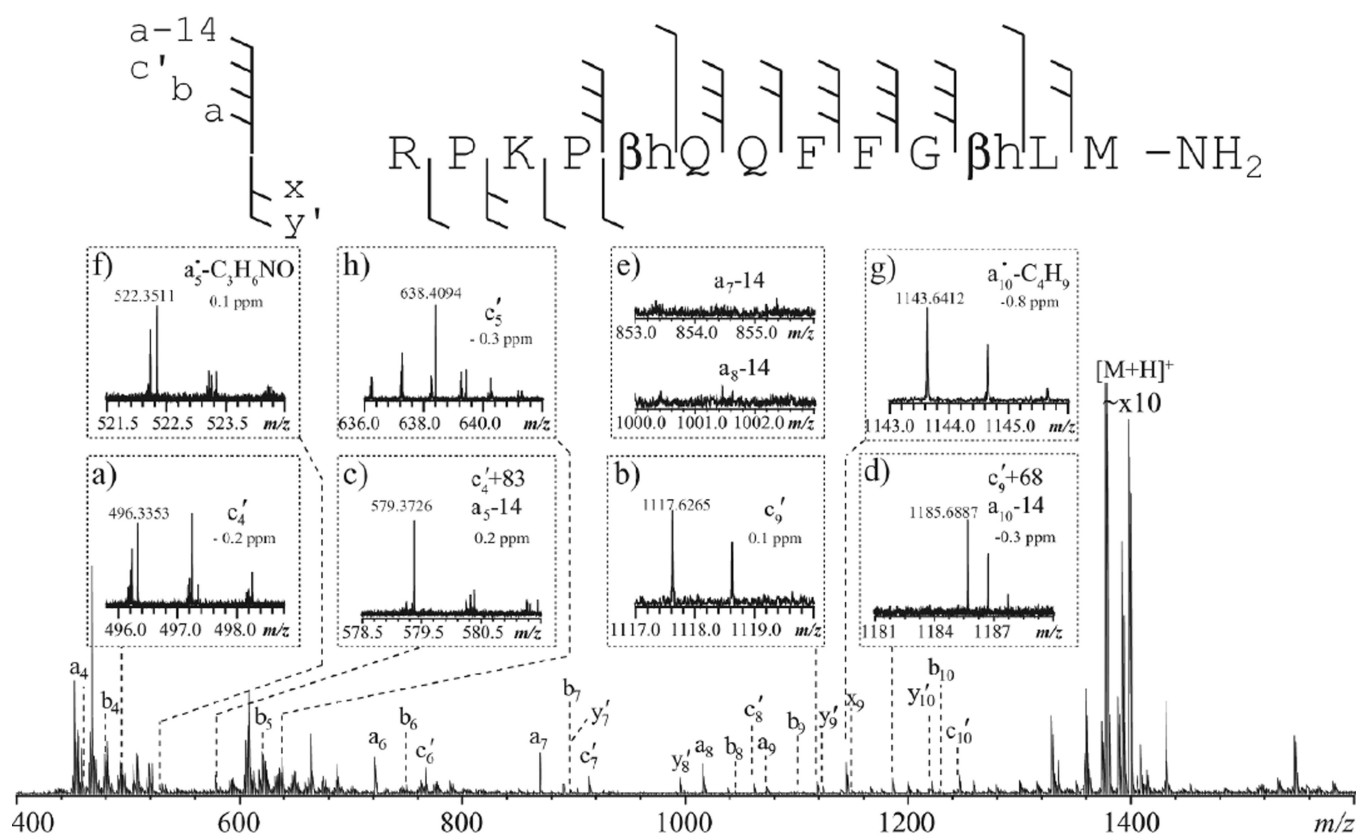 a-14
c'
b
a
x
y'
R P K P βhQ Q F F G βhL M -NH₂
f)
a₅•-C₃H₆NO
0.1 ppm
522.3511
521.5 522.5 523.5 m/z
h)
638.4094
c₅'
- 0.3 ppm
636.0 638.0 640.0 m/z
e)
a₇-14
853.0 854.0 855.0 m/z
a₈-14
1000.0 1001.0 1002.0 m/z
g)
a₁₀•-C₄H₉
-0.8 ppm
1143.6412
1143.0 1144.0 1145.0 m/z
[M+H]⁺
~x10
a)
496.3353
c₄'
- 0.2 ppm
496.0 497.0 498.0 m/z
c)
c₄'+83
a₅-14
0.2 ppm
579.3726
578.5 579.5 580.5 m/z
b)
1117.6265
c₉'
0.1 ppm
1117.0 1118.0 1119.0 m/z
d)
c₉'+68
a₁₀-14
-0.3 ppm
1185.6887
1181 1184 1187 m/z
a₄
b₄
b₅
a₆
b₆
c₆'
a₇
b₇
y₇'
c₇'
y₈'
a₈
b₈
c₈'
a₉
b₉
y₉'
x₉
y₁₀'
b₁₀
c₁₀'
400 600 800 1000 1200 1400 m/z